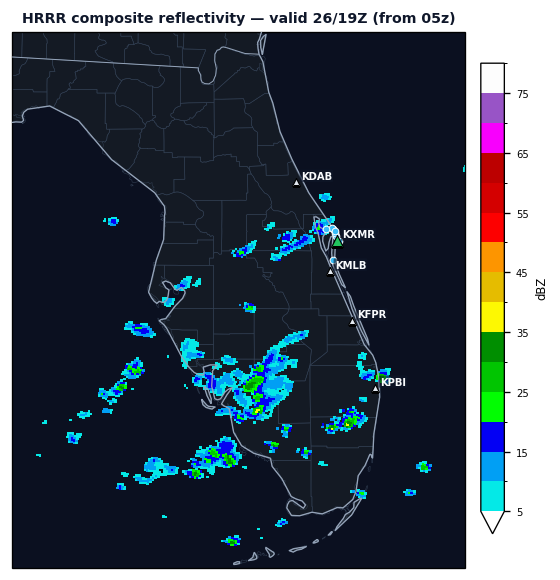 HRRR composite reflectivity — valid 26/19Z (from 05z)
KDAB
KXMR
KMLB
KFPR
KPBI
75
65
55
45
35
25
15
5
dBZ